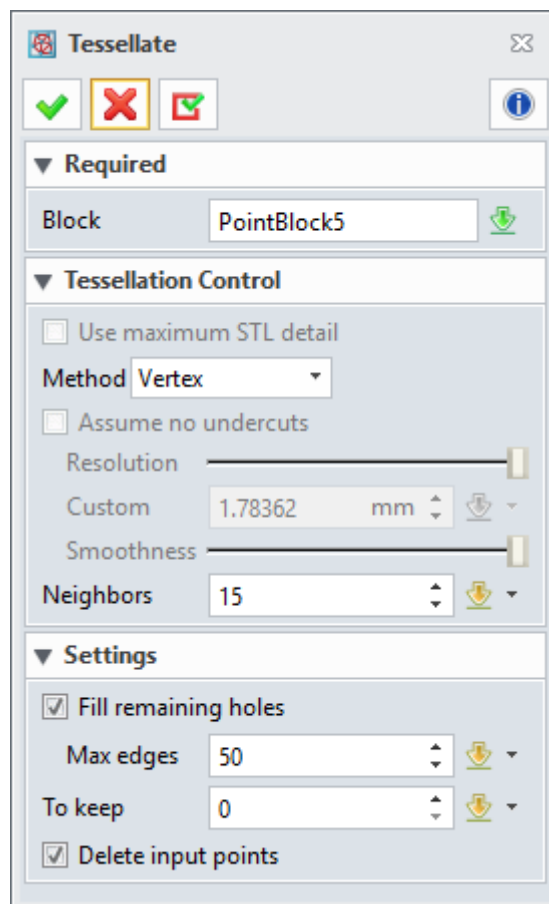 Tessellate
Required
Block PointBlock5
Tessellation Control
Use maximum STL detail
Method Vertex
Assume no undercuts
Resolution
Custom 1.78362 mm
Smoothness
Neighbors 15
Settings
Fill remaining holes
Max edges 50
To keep 0
Delete input points